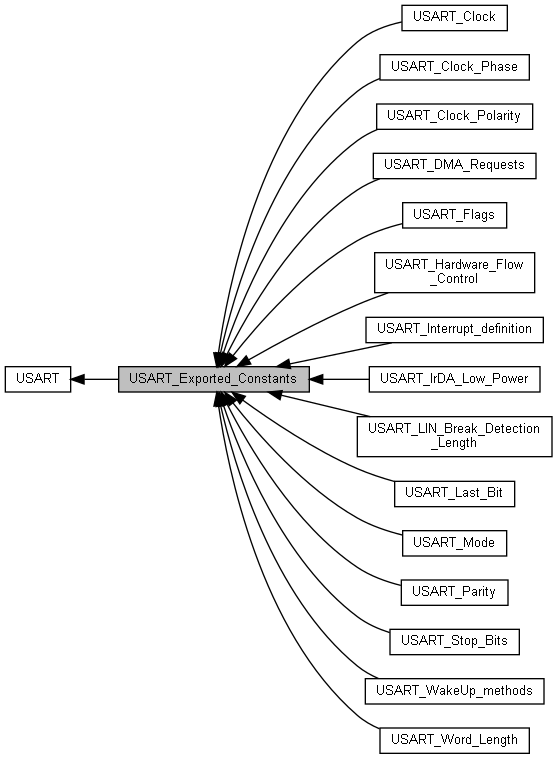 USART_Clock
USART_Clock_Phase
USART_Clock_Polarity
USART_DMA_Requests
USART_Flags
USART_Hardware_Flow
_Control
USART_Interrupt_definition
USART
USART_Exported_Constants
USART_IrDA_Low_Power
USART_LIN_Break_Detection
_Length
USART_Last_Bit
USART_Mode
USART_Parity
USART_Stop_Bits
USART_WakeUp_methods
USART_Word_Length